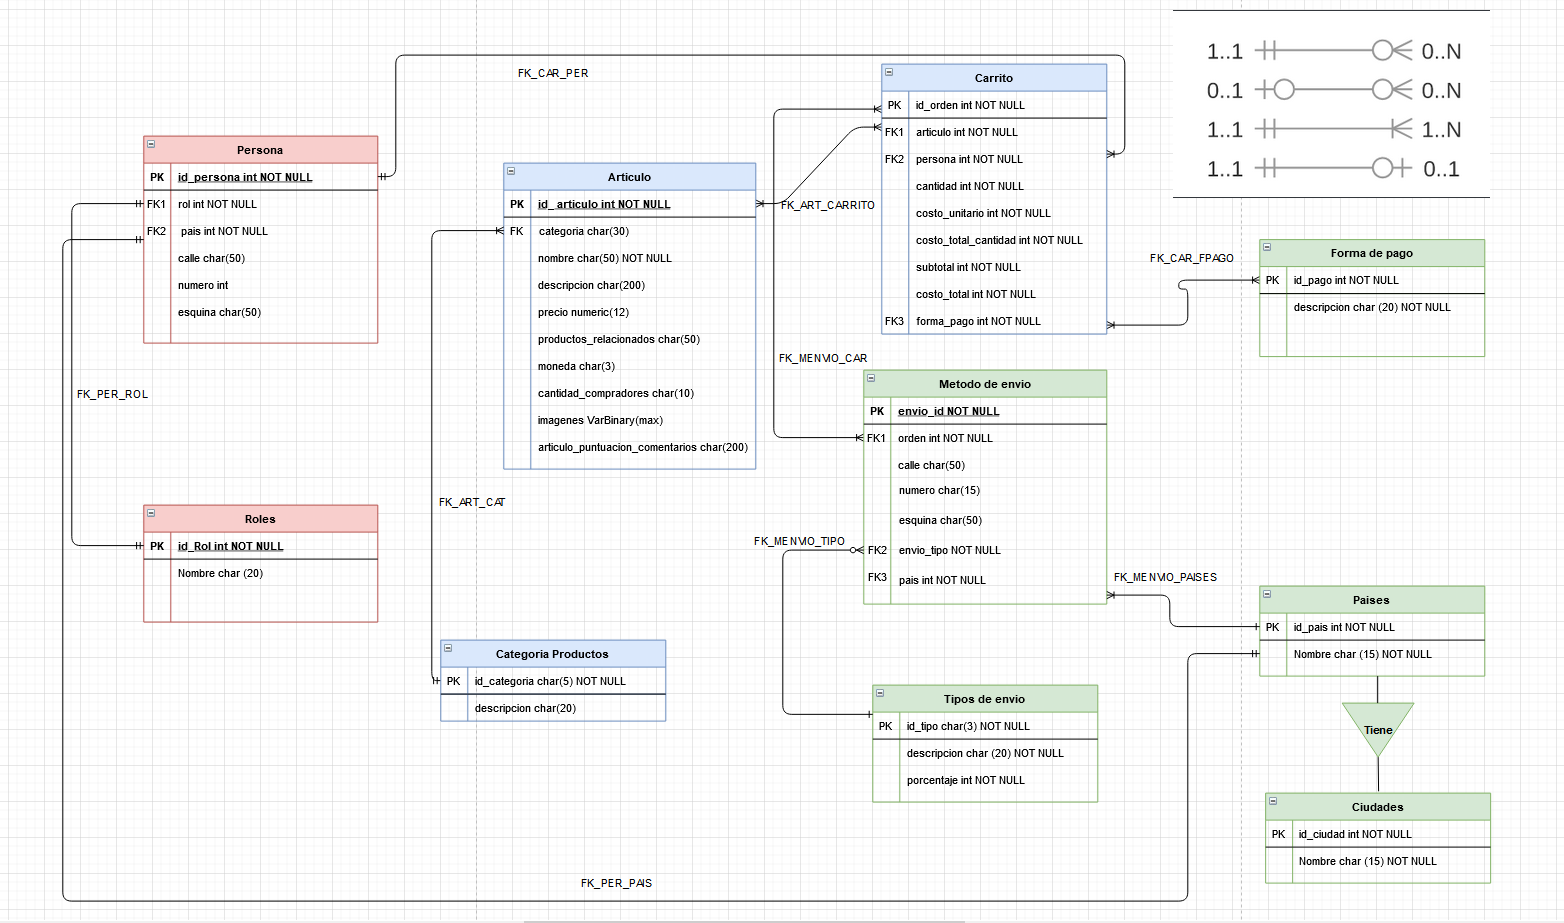 1..1 0..N
0..1 0..N
1..1 1..N
1..1 0..1
FK_CAR_PER
Carrito
PK id_orden int NOT NULL
FK1 articulo int NOT NULL
FK2 persona int NOT NULL
cantidad int NOT NULL
costo_unitario int NOT NULL
costo_total_cantidad int NOT NULL
subtotal int NOT NULL
costo_total int NOT NULL
FK3 forma_pago int NOT NULL
Persona
PK id_persona int NOT NULL
FK1 rol int NOT NULL
FK2 pais int NOT NULL
calle char(50)
numero int
esquina char(50)
Articulo
PK id_ articulo int NOT NULL
FK categoria char(30)
nombre char(50) NOT NULL
descripcion char(200)
precio numeric(12)
productos_relacionados char(50)
moneda char(3)
cantidad_compradores char(10)
imagenes VarBinary(max)
articulo_puntuacion_comentarios char(200)
FK_ART_CARRITO
FK_CAR_FPAGO
Forma de pago
PK id_pago int NOT NULL
descripcion char (20) NOT NULL
FK_MENVIO_CAR
Metodo de envio
PK envio_id NOT NULL
FK1 orden int NOT NULL
calle char(50)
numero char(15)
esquina char(50)
FK2 envio_tipo NOT NULL
FK3 pais int NOT NULL
FK_PER_ROL
FK_ART_CAT
Roles
PK id_Rol int NOT NULL
Nombre char (20)
FK_MENVIO_TIPO
FK_MENVIO_PAISES
Paises
PK id_pais int NOT NULL
Nombre char (15) NOT NULL
Categoria Productos
PK id_categoria char(5) NOT NULL
descripcion char(20)
Tipos de envio
PK id_tipo char(3) NOT NULL
descripcion char (20) NOT NULL
porcentaje int NOT NULL
Tiene
Ciudades
PK id_ciudad int NOT NULL
Nombre char (15) NOT NULL
FK_PER_PAIS